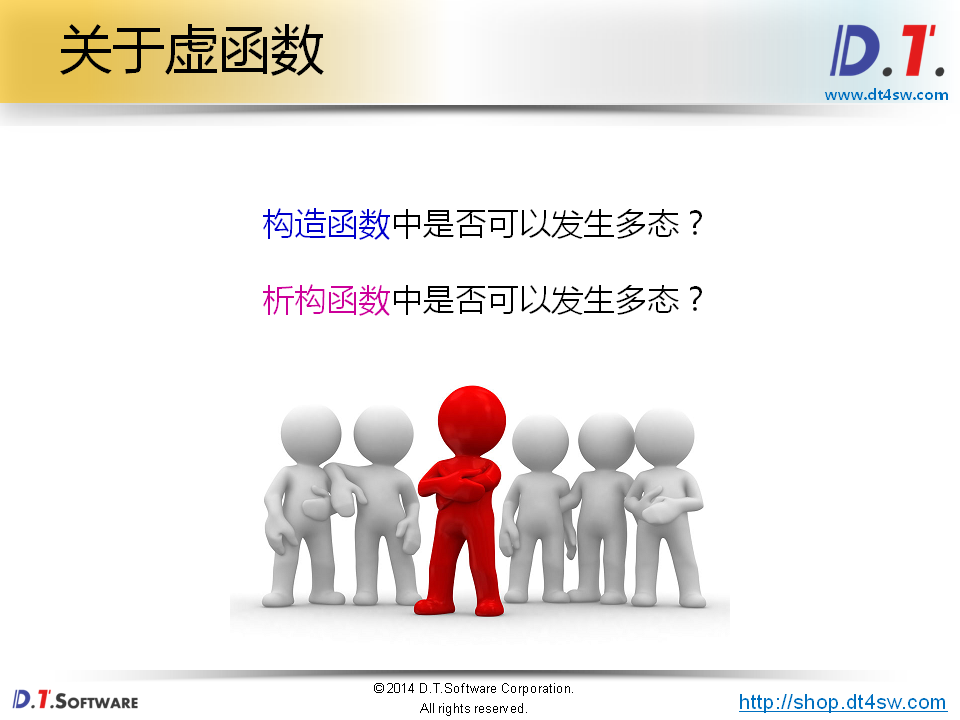 关于虚函数
D.T.
www.dt4sw.com
构造函数中是否可以发生多态？
析构函数中是否可以发生多态？
D.T.SOFTWARE
©2014 D.T.Software Corporation.
All rights reserved.
http://shop.dt4sw.com